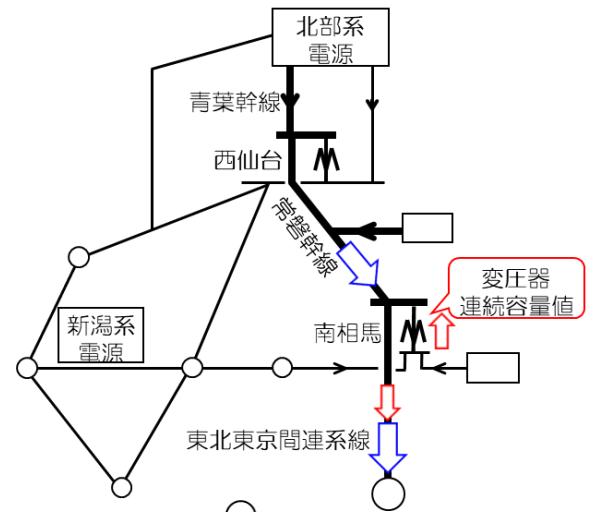 北部系
電源
青葉幹線
西仙台
常磐幹線
変圧器
連続容量値
新潟系
電源
南相馬
東北東京間連系線